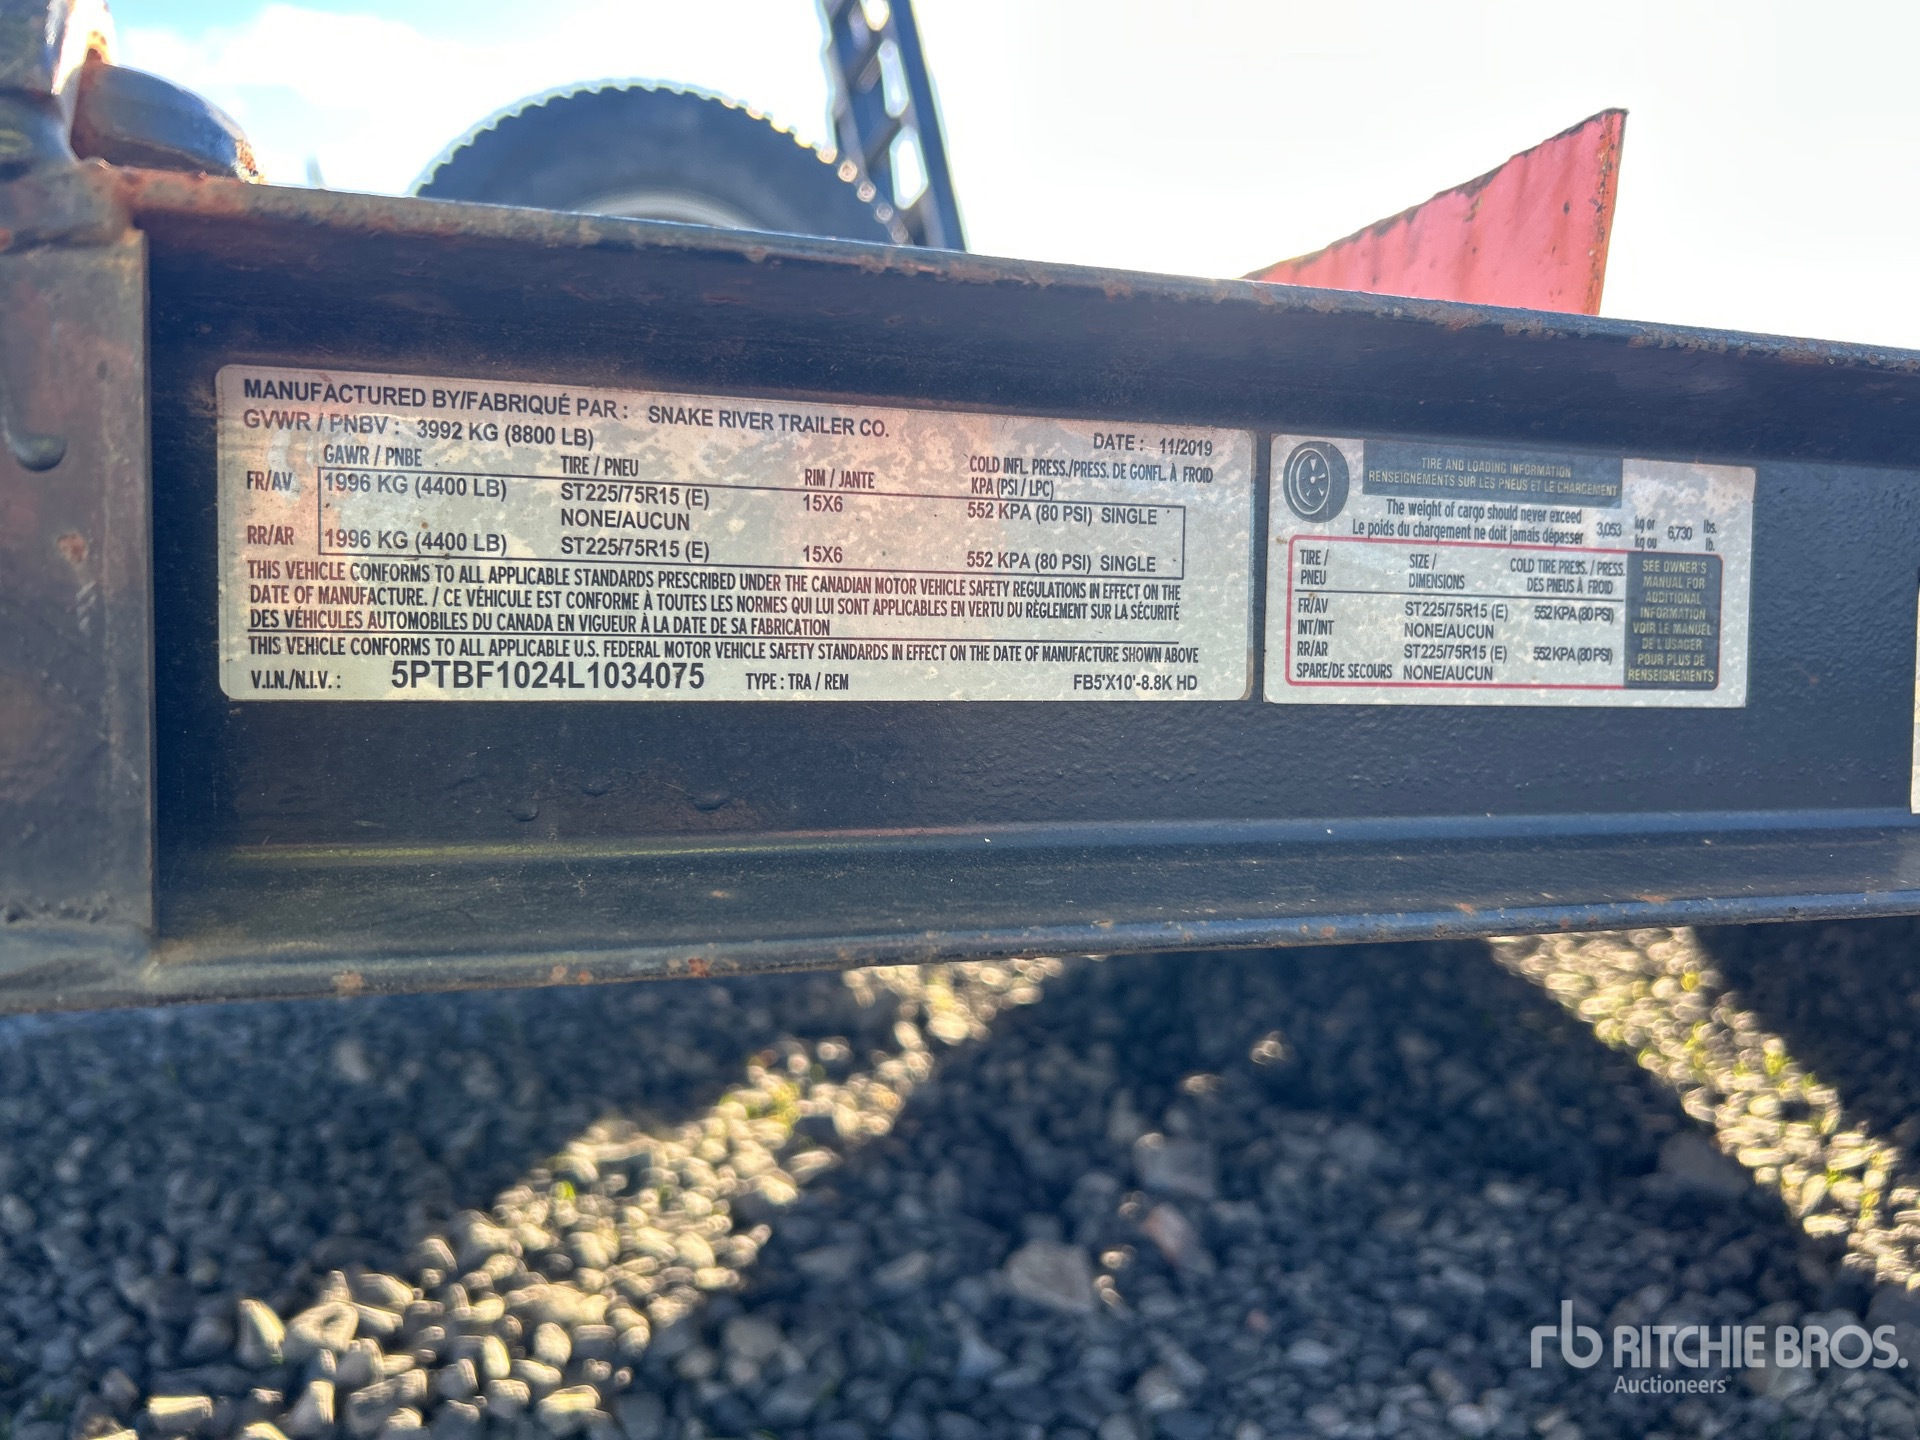 MANUFACTURED BY/FABRIQUÉ PAR : SNAKE RIVER TRAILER CO.
GVWR / PNBV : 3992 KG (8800 LB) DATE : 11/2019
GAWR / PNBE TIRE / PNEU RIM / JANTE COLD INFL. PRESS./PRESS. DE GONFL. À FROID
KPA (PSI / LPC)
FR/AV 1996 KG (4400 LB) ST225/75R15 (E) 15X6 552 KPA (80 PSI) SINGLE
NONE/AUCUN
RR/AR 1996 KG (4400 LB) ST225/75R15 (E) 15X6 552 KPA (80 PSI) SINGLE
THIS VEHICLE CONFORMS TO ALL APPLICABLE STANDARDS PRESCRIBED UNDER THE CANADIAN MOTOR VEHICLE SAFETY REGULATIONS IN EFFECT ON THE
DATE OF MANUFACTURE. / CE VÉHICULE EST CONFORME À TOUTES LES NORMES QUI LUI SONT APPLICABLES EN VERTU DU RÈGLEMENT SUR LA SÉCURITÉ
DES VÉHICULES AUTOMOBILES DU CANADA EN VIGUEUR À LA DATE DE SA FABRICATION
THIS VEHICLE CONFORMS TO ALL APPLICABLE U.S. FEDERAL MOTOR VEHICLE SAFETY STANDARDS IN EFFECT ON THE DATE OF MANUFACTURE SHOWN ABOVE
V.I.N./N.I.V. : 5PTBF1024L1034075 TYPE : TRA / REM FB5'X10'-8.8K HD
TIRE AND LOADING INFORMATION
RENSEIGNEMENTS SUR LES PNEUS ET LE CHARGEMENT
The weight of cargo should never exceed
Le poids du chargement ne doit jamais dépasser 3,053 kg or kg ou 6,730 lbs. lb.
TIRE / PNEU SIZE / DIMENSIONS COLD TIRE PRESS. / PRESS. DES PNEUS À FROID
FR/AV ST225/75R15 (E) 552 KPA (80 PSI)
INT/INT NONE/AUCUN
RR/AR ST225/75R15 (E) 552 KPA (80 PSI)
SPARE/DE SECOURS NONE/AUCUN
SEE OWNER'S
MANUAL FOR
ADDITIONAL
INFORMATION
VOIR LE MANUEL
DE L'USAGER
POUR PLUS DE
RENSEIGNEMENTS
rb RITCHIE BROS.
Auctioneers